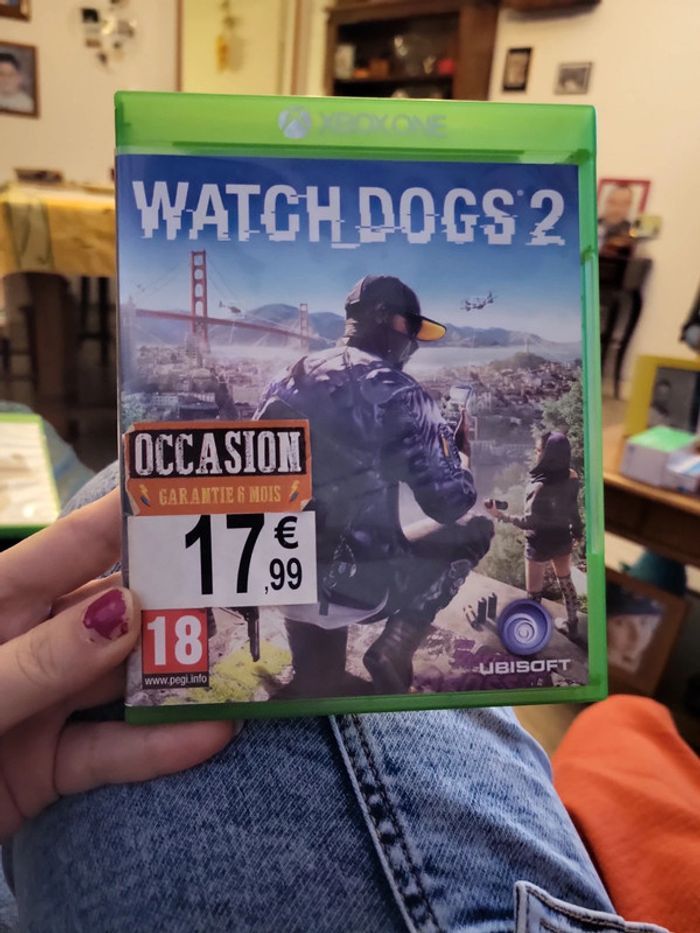 XBOX ONE
WATCH_DOGS® 2
OCCASION
GARANTIE 6 MOIS
17€,99
18
www.pegi.info
UBISOFT